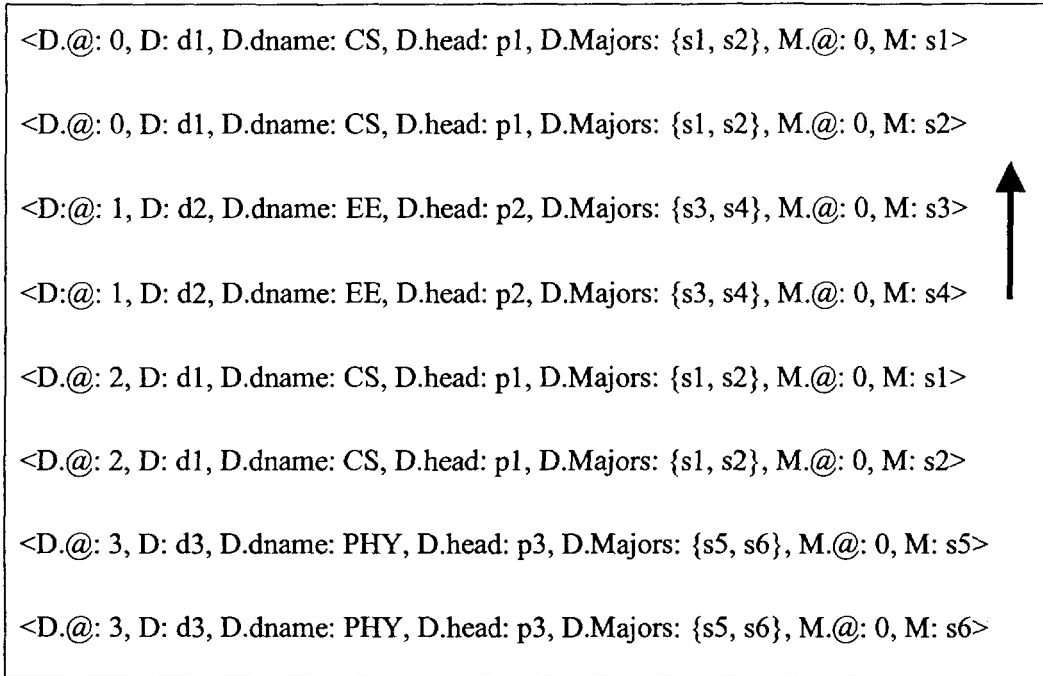 <D.@: 0, D: d1, D.dname: CS, D.head: p1, D.Majors: {s1, s2}, M.@: 0, M: s1>
<D.@: 0, D: d1, D.dname: CS, D.head: p1, D.Majors: {s1, s2}, M.@: 0, M: s2>
<D:@: 1, D: d2, D.dname: EE, D.head: p2, D.Majors: {s3, s4}, M.@: 0, M: s3>
<D:@: 1, D: d2, D.dname: EE, D.head: p2, D.Majors: {s3, s4}, M.@: 0, M: s4>
<D.@: 2, D: d1, D.dname: CS, D.head: p1, D.Majors: {s1, s2}, M.@: 0, M: s1>
<D.@: 2, D: d1, D.dname: CS, D.head: p1, D.Majors: {s1, s2}, M.@: 0, M: s2>
<D.@: 3, D: d3, D.dname: PHY, D.head: p3, D.Majors: {s5, s6}, M.@: 0, M: s5>
<D.@: 3, D: d3, D.dname: PHY, D.head: p3, D.Majors: {s5, s6}, M.@: 0, M: s6>